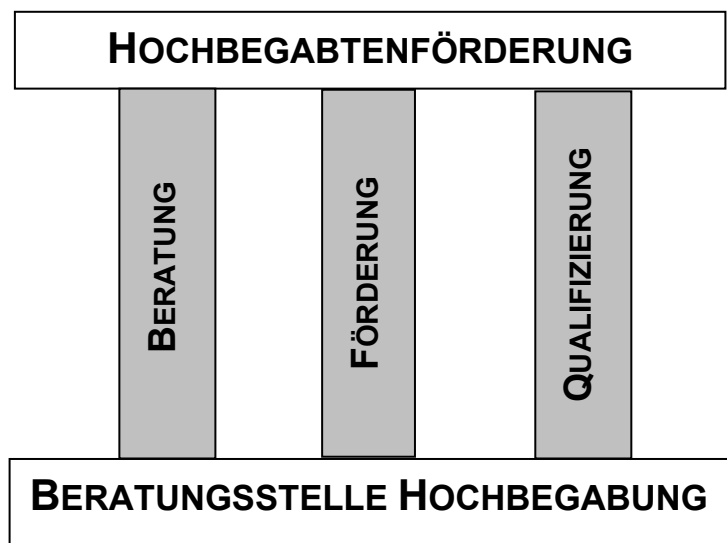 HOCHBEGABTENFÖRDERUNG
BERATUNG
FÖRDERUNG
QUALIFIZIERUNG
BERATUNGSSTELLE HOCHBEGABUNG